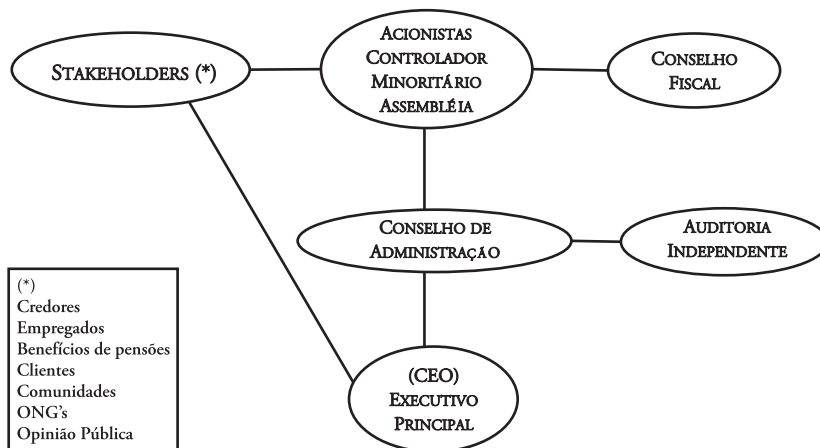 STAKEHOLDERS (*)
ACIONISTAS
CONTROLADOR
MINORITÁRIO
ASSEMBLÉIA
CONSELHO
FISCAL
CONSELHO DE
ADMINISTRAÇÃO
AUDITORIA
INDEPENDENTE
(CEO)
EXECUTIVO
PRINCIPAL
(*)
Credores
Empregados
Benefícios de pensões
Clientes
Comunidades
ONG's
Opinião Pública